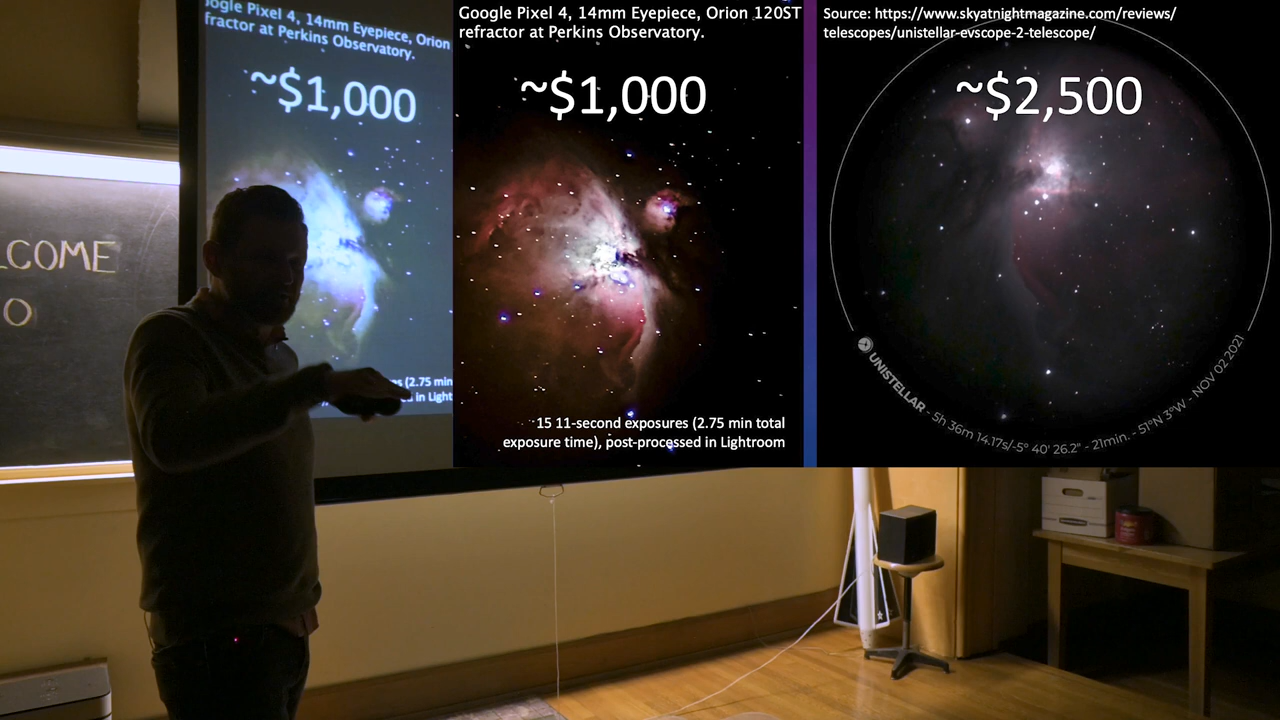 LCOME
O
ogle Pixel 4, 14mm Eyepiece, Orion
fractor at Perkins Observatory.
~$1,000
es (2.75 min
d in Light
Google Pixel 4, 14mm Eyepiece, Orion 120ST
refractor at Perkins Observatory.
~$1,000
15 11-second exposures (2.75 min total
exposure time), post-processed in Lightroom
Source: https://www.skyatnightmagazine.com/reviews/
telescopes/unistellar-evscope-2-telescope/
~$2,500
UNISTELLAR - 5h 36m 14.17s/-5° 40' 26.2" - 21min. - 51°N 3°W - NOV 02 2021